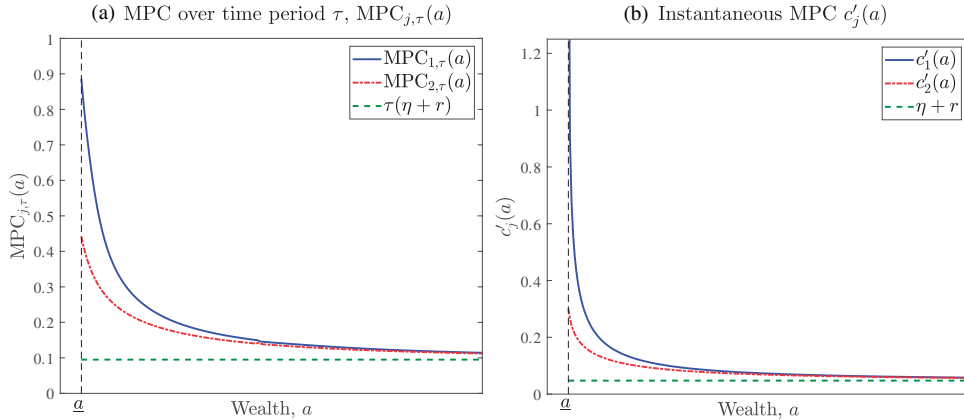 (a) MPC over time period τ, MPC_{j,τ}(a)
1
0.9
0.8
0.7
0.6
0.5
0.4
0.3
0.2
0.1
0
MPC_{j,τ}(a)
MPC_{1,τ}(a)
MPC_{2,τ}(a)
τ(η + r)
a
Wealth, a
(b) Instantaneous MPC c′_j(a)
1.2
1
0.8
0.6
0.4
0.2
0
c′_j(a)
c′_1(a)
c′_2(a)
η + r
a
Wealth, a